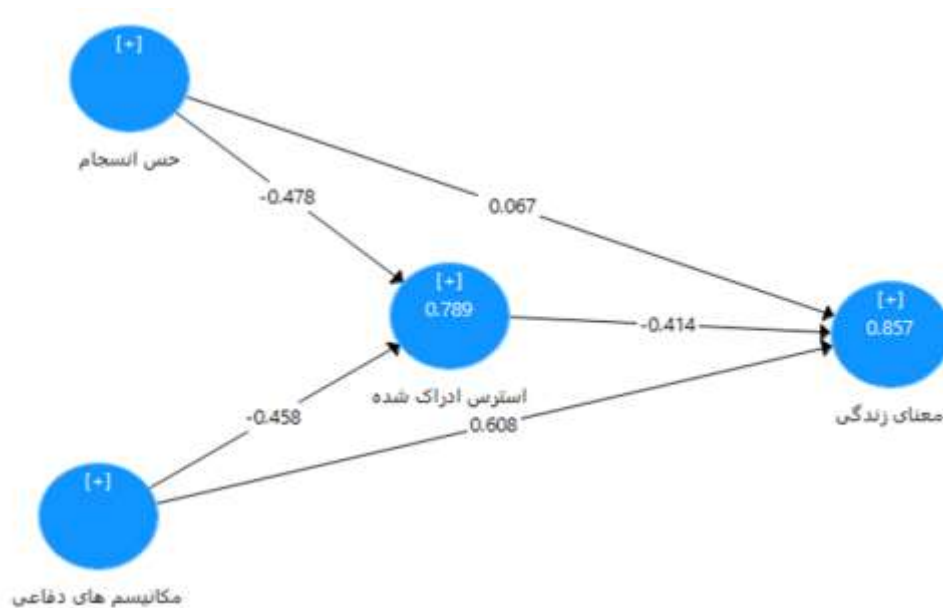 [+]
حس انسجام
-0.478
0.067
[+]
0.789
استرس ادراک شده
-0.414
[+]
0.857
معنای زندگی
-0.458
0.608
[+]
مکانیسم های دفاعی